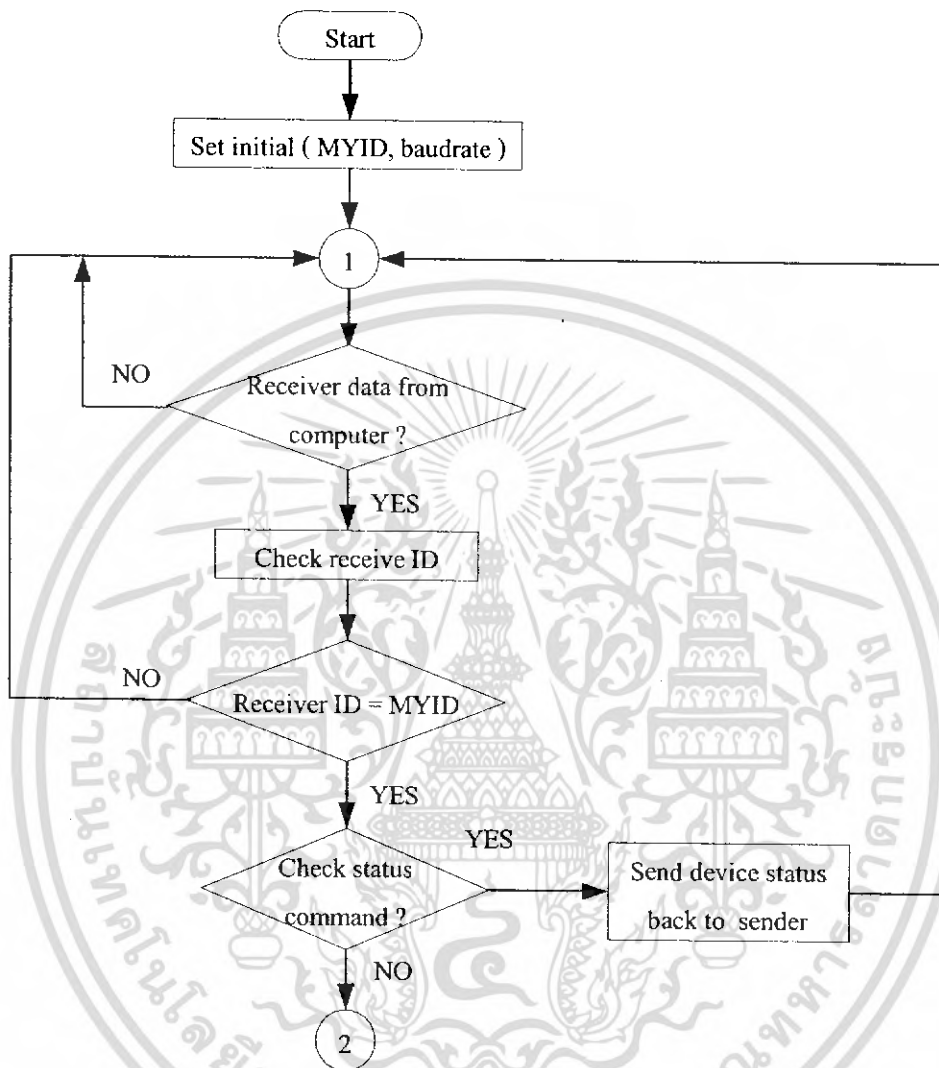 Start
Set initial ( MYID, baudrate )
1
NO
Receiver data from
computer ?
YES
Check receive ID
NO
Receiver ID = MYID
YES
YES
Check status
command ?
Send device status
back to sender
NO
2